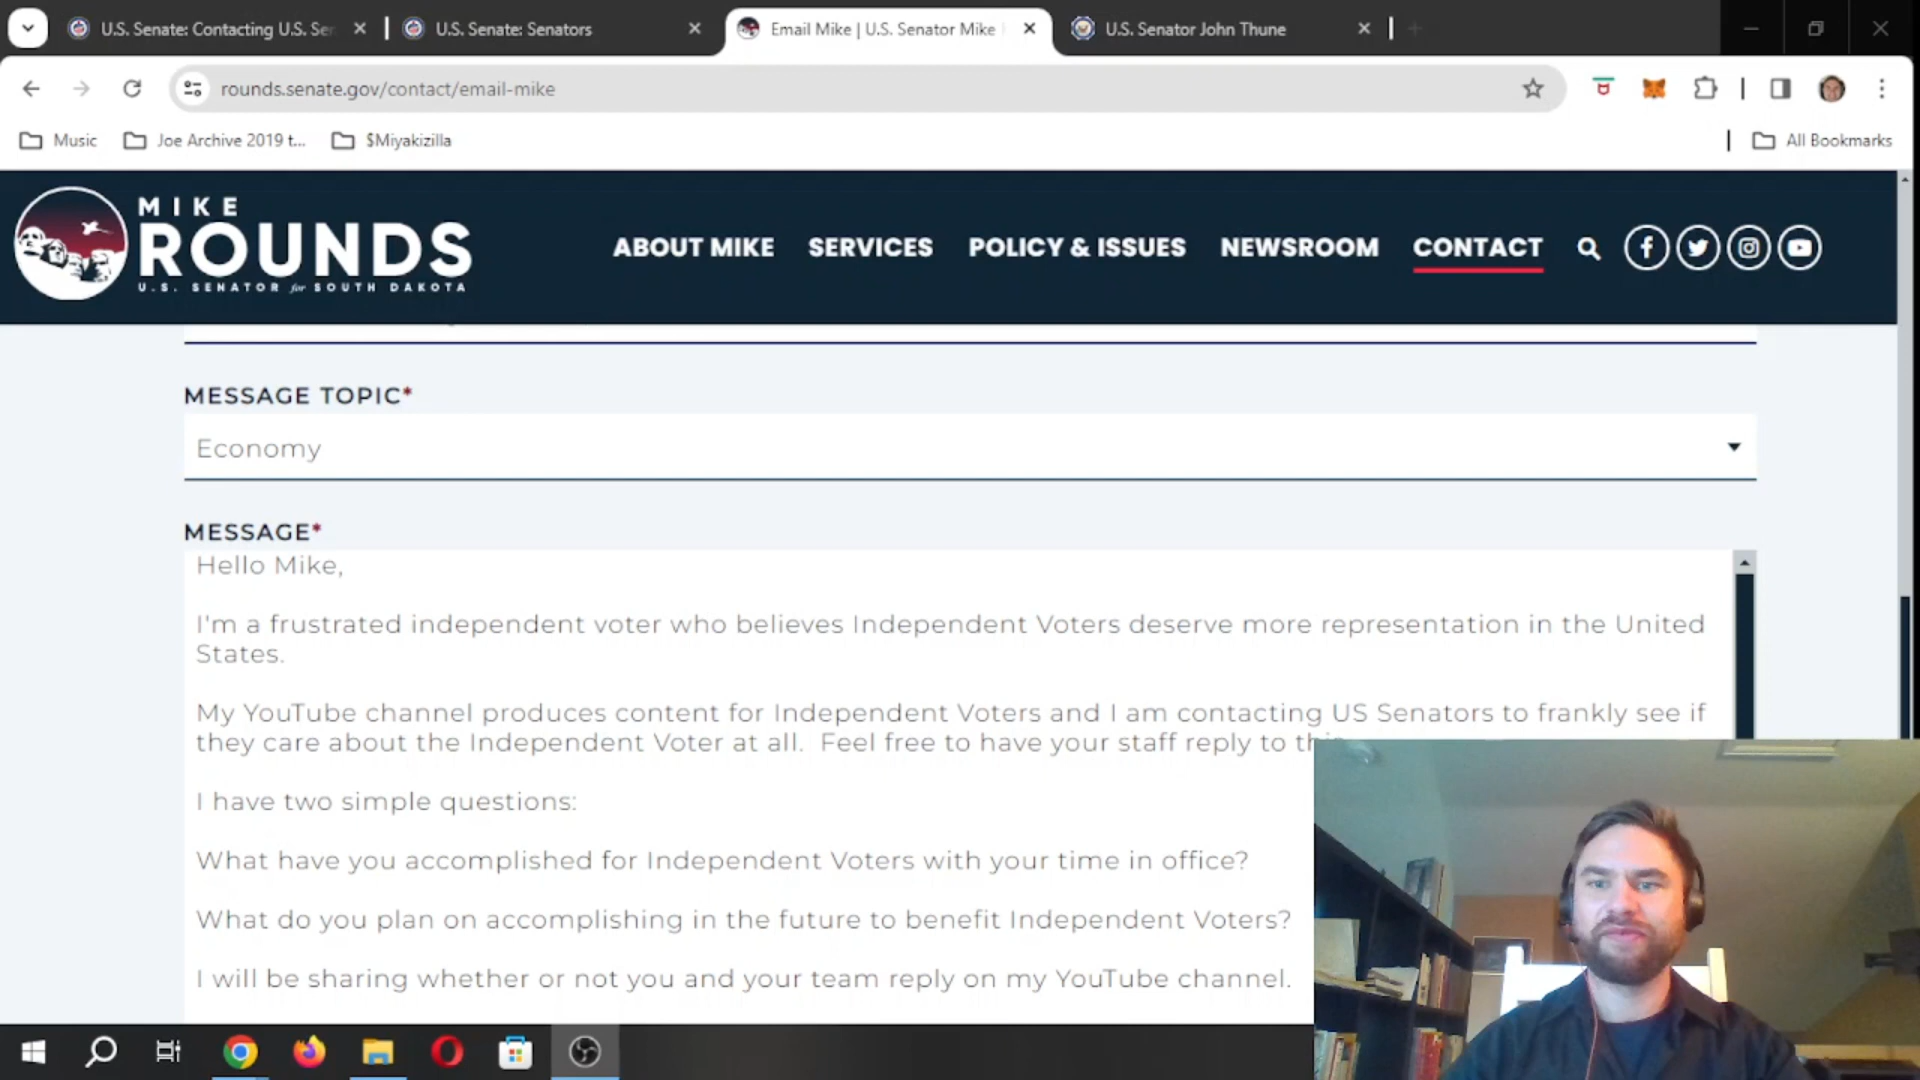 U.S. Senate: Contacting U.S. Ser
U.S. Senate: Senators
Email Mike | U.S. Senator Mike
U.S. Senator John Thune
rounds.senate.gov/contact/email-mike
Music
Joe Archive 2019 t...
$Miyakizilla
All Bookmarks
MIKE
ROUNDS
U.S. SENATOR for SOUTH DAKOTA
ABOUT MIKE
SERVICES
POLICY & ISSUES
NEWSROOM
CONTACT
MESSAGE TOPIC*
Economy
MESSAGE*
Hello Mike,
I'm a frustrated independent voter who believes Independent Voters deserve more representation in the United
States.
My YouTube channel produces content for Independent Voters and I am contacting US Senators to frankly see if
they care about the Independent Voter at all.  Feel free to have your staff reply to this
I have two simple questions:
What have you accomplished for Independent Voters with your time in office?
What do you plan on accomplishing in the future to benefit Independent Voters?
I will be sharing whether or not you and your team reply on my YouTube channel.